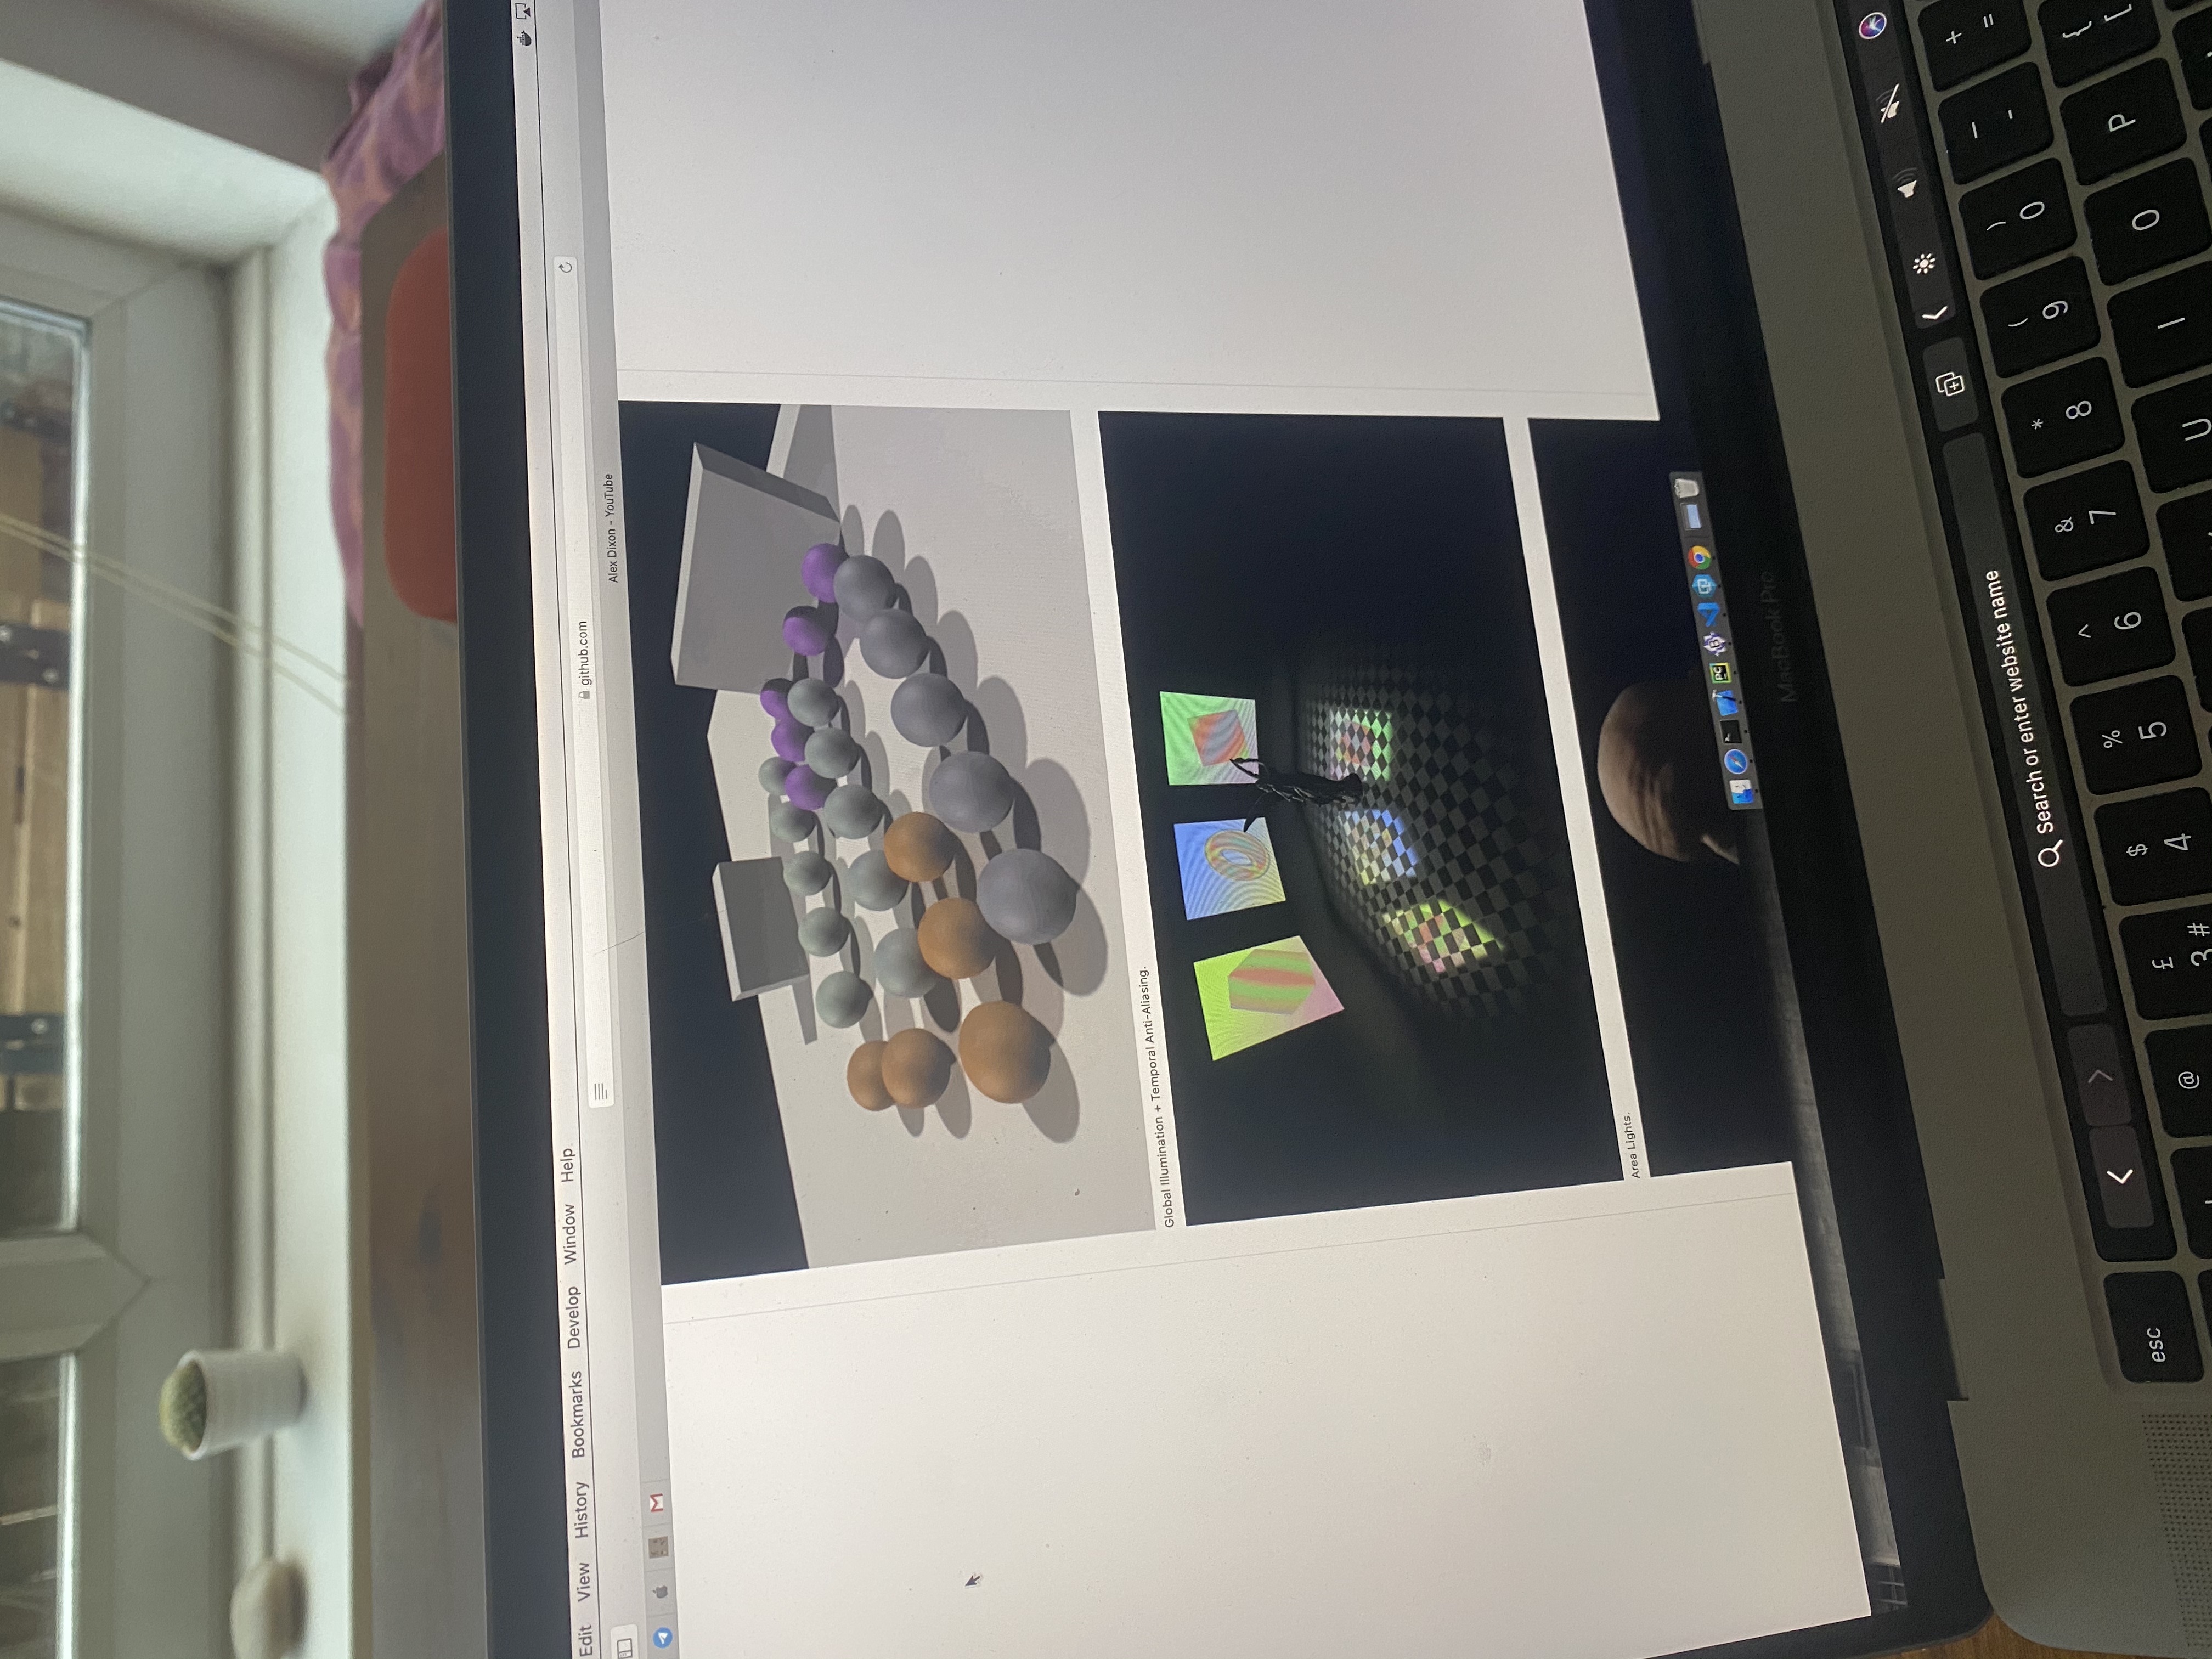 Edit View History Bookmarks Develop Window Help
github.com
Alex Dixon - YouTube
Global Illumination + Temporal Anti-Aliasing.
Area Lights.
PC
MacBook Pro
Search or enter website name
esc
@
£
3 #
$
4
%
5
^
6
&
7
*
8
(
9
)
0
_
-
+
=
U
I
O
P
{
[